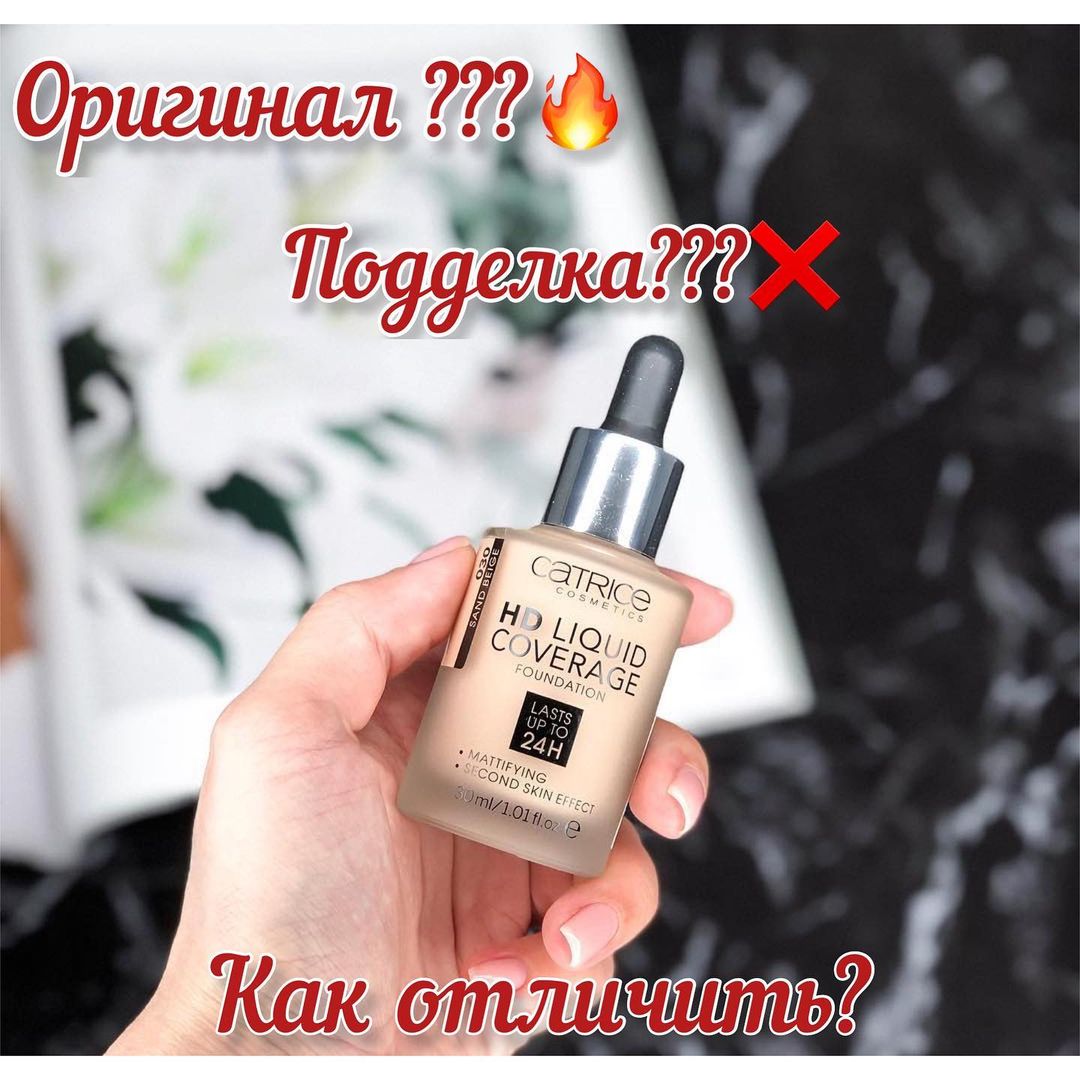 Оригинал ???🔥
Подделка???❌
030
SAND BEIGE
CATRICE
COSMETICS
HD LIQUID
COVERAGE
FOUNDATION
LASTS
UP TO
24H
• MATTIFYING
• SECOND SKIN EFFECT
30ml/1.01fl.oz e
Как отличить?